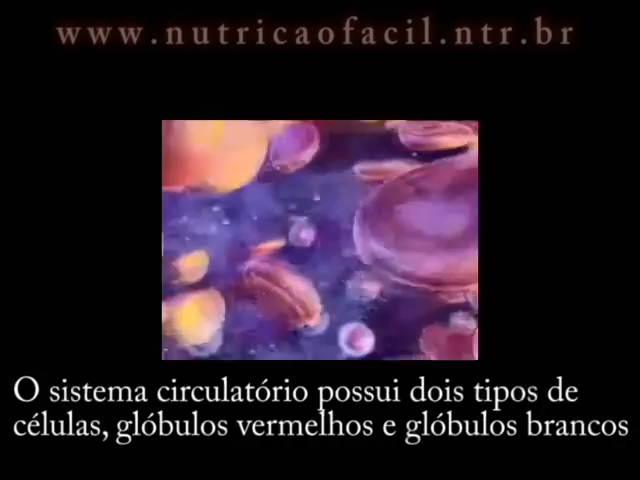 www.nutricaofacil.ntr.br
O sistema circulatório possui dois tipos de
células, glóbulos vermelhos e glóbulos brancos